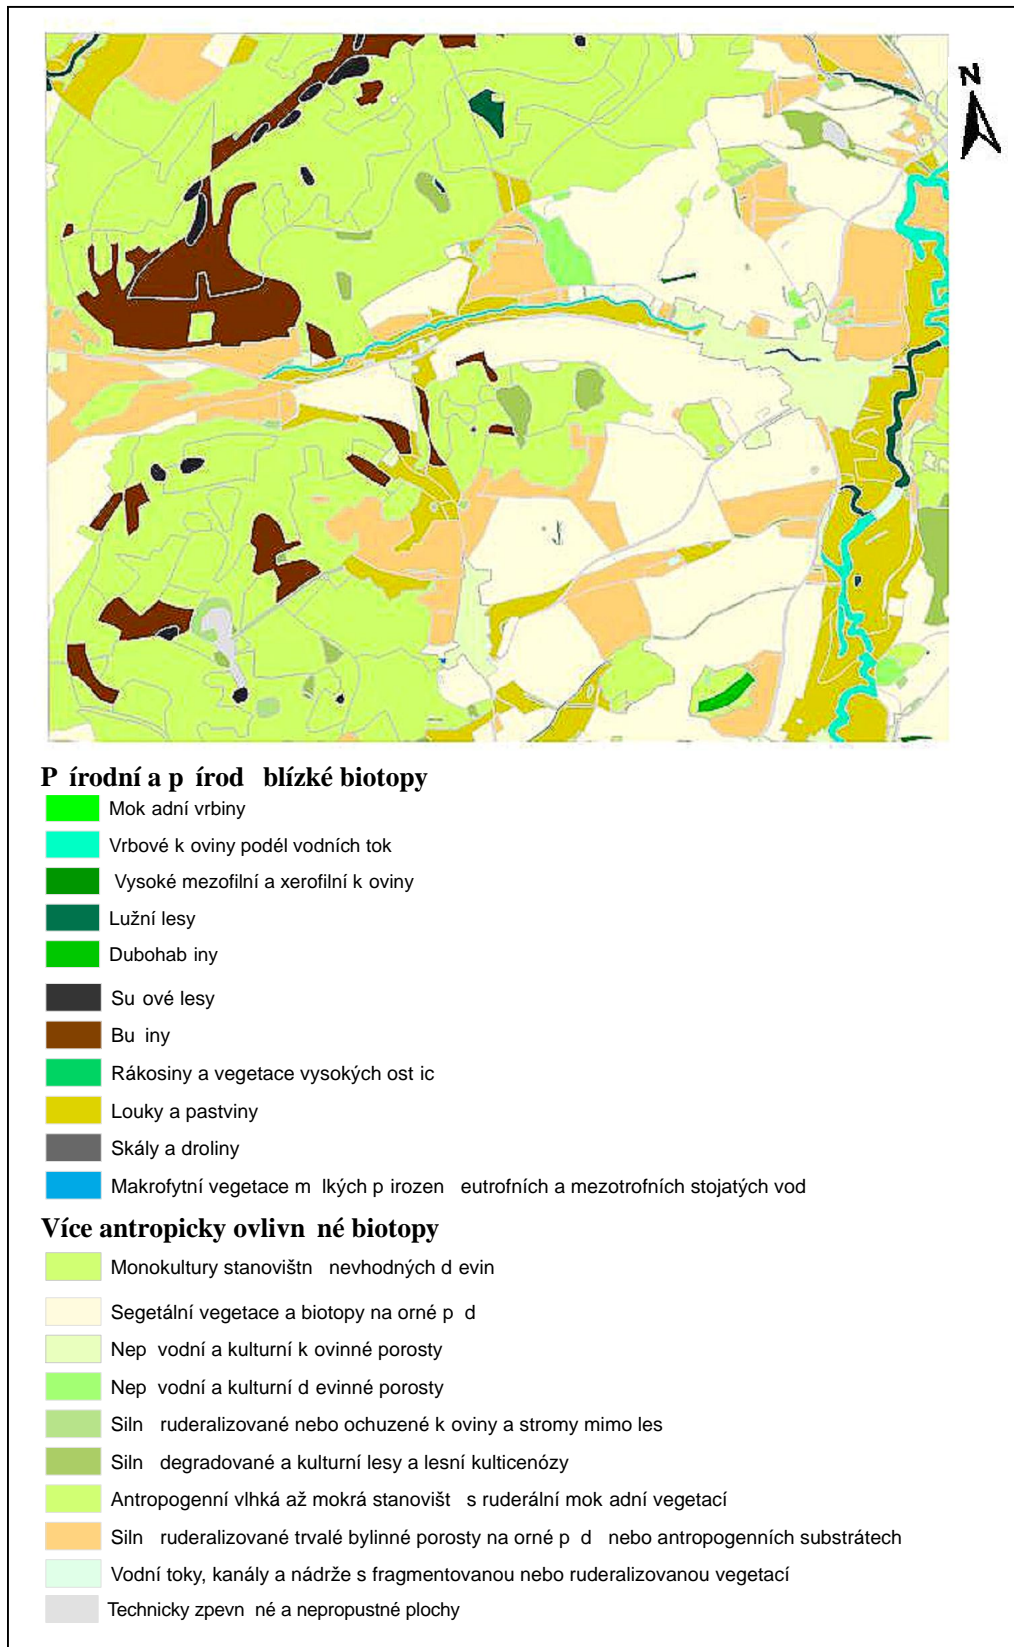 N
P írodní a p írod blízké biotopy
Mok adní vrbiny
Vrbové k oviny podél vodních tok
Vysoké mezofilní a xerofilní k oviny
Lužní lesy
Dubohab iny
Su ové lesy
Bu iny
Rákosiny a vegetace vysokých ost ic
Louky a pastviny
Skály a droliny
Makrofytní vegetace m lkých p irozen eutrofních a mezotrofních stojatých vod
Více antropicky ovlivn né biotopy
Monokultury stanovištn nevhodných d evin
Segetální vegetace a biotopy na orné p d
Nep vodní a kulturní k ovinné porosty
Nep vodní a kulturní d evinné porosty
Siln ruderalizované nebo ochuzené k oviny a stromy mimo les
Siln degradované a kulturní lesy a lesní kulticenózy
Antropogenní vlhká až mokrá stanovišt s ruderální mok adní vegetací
Siln ruderalizované trvalé bylinné porosty na orné p d nebo antropogenních substrátech
Vodní toky, kanály a nádrže s fragmentovanou nebo ruderalizovanou vegetací
Technicky zpevn né a nepropustné plochy